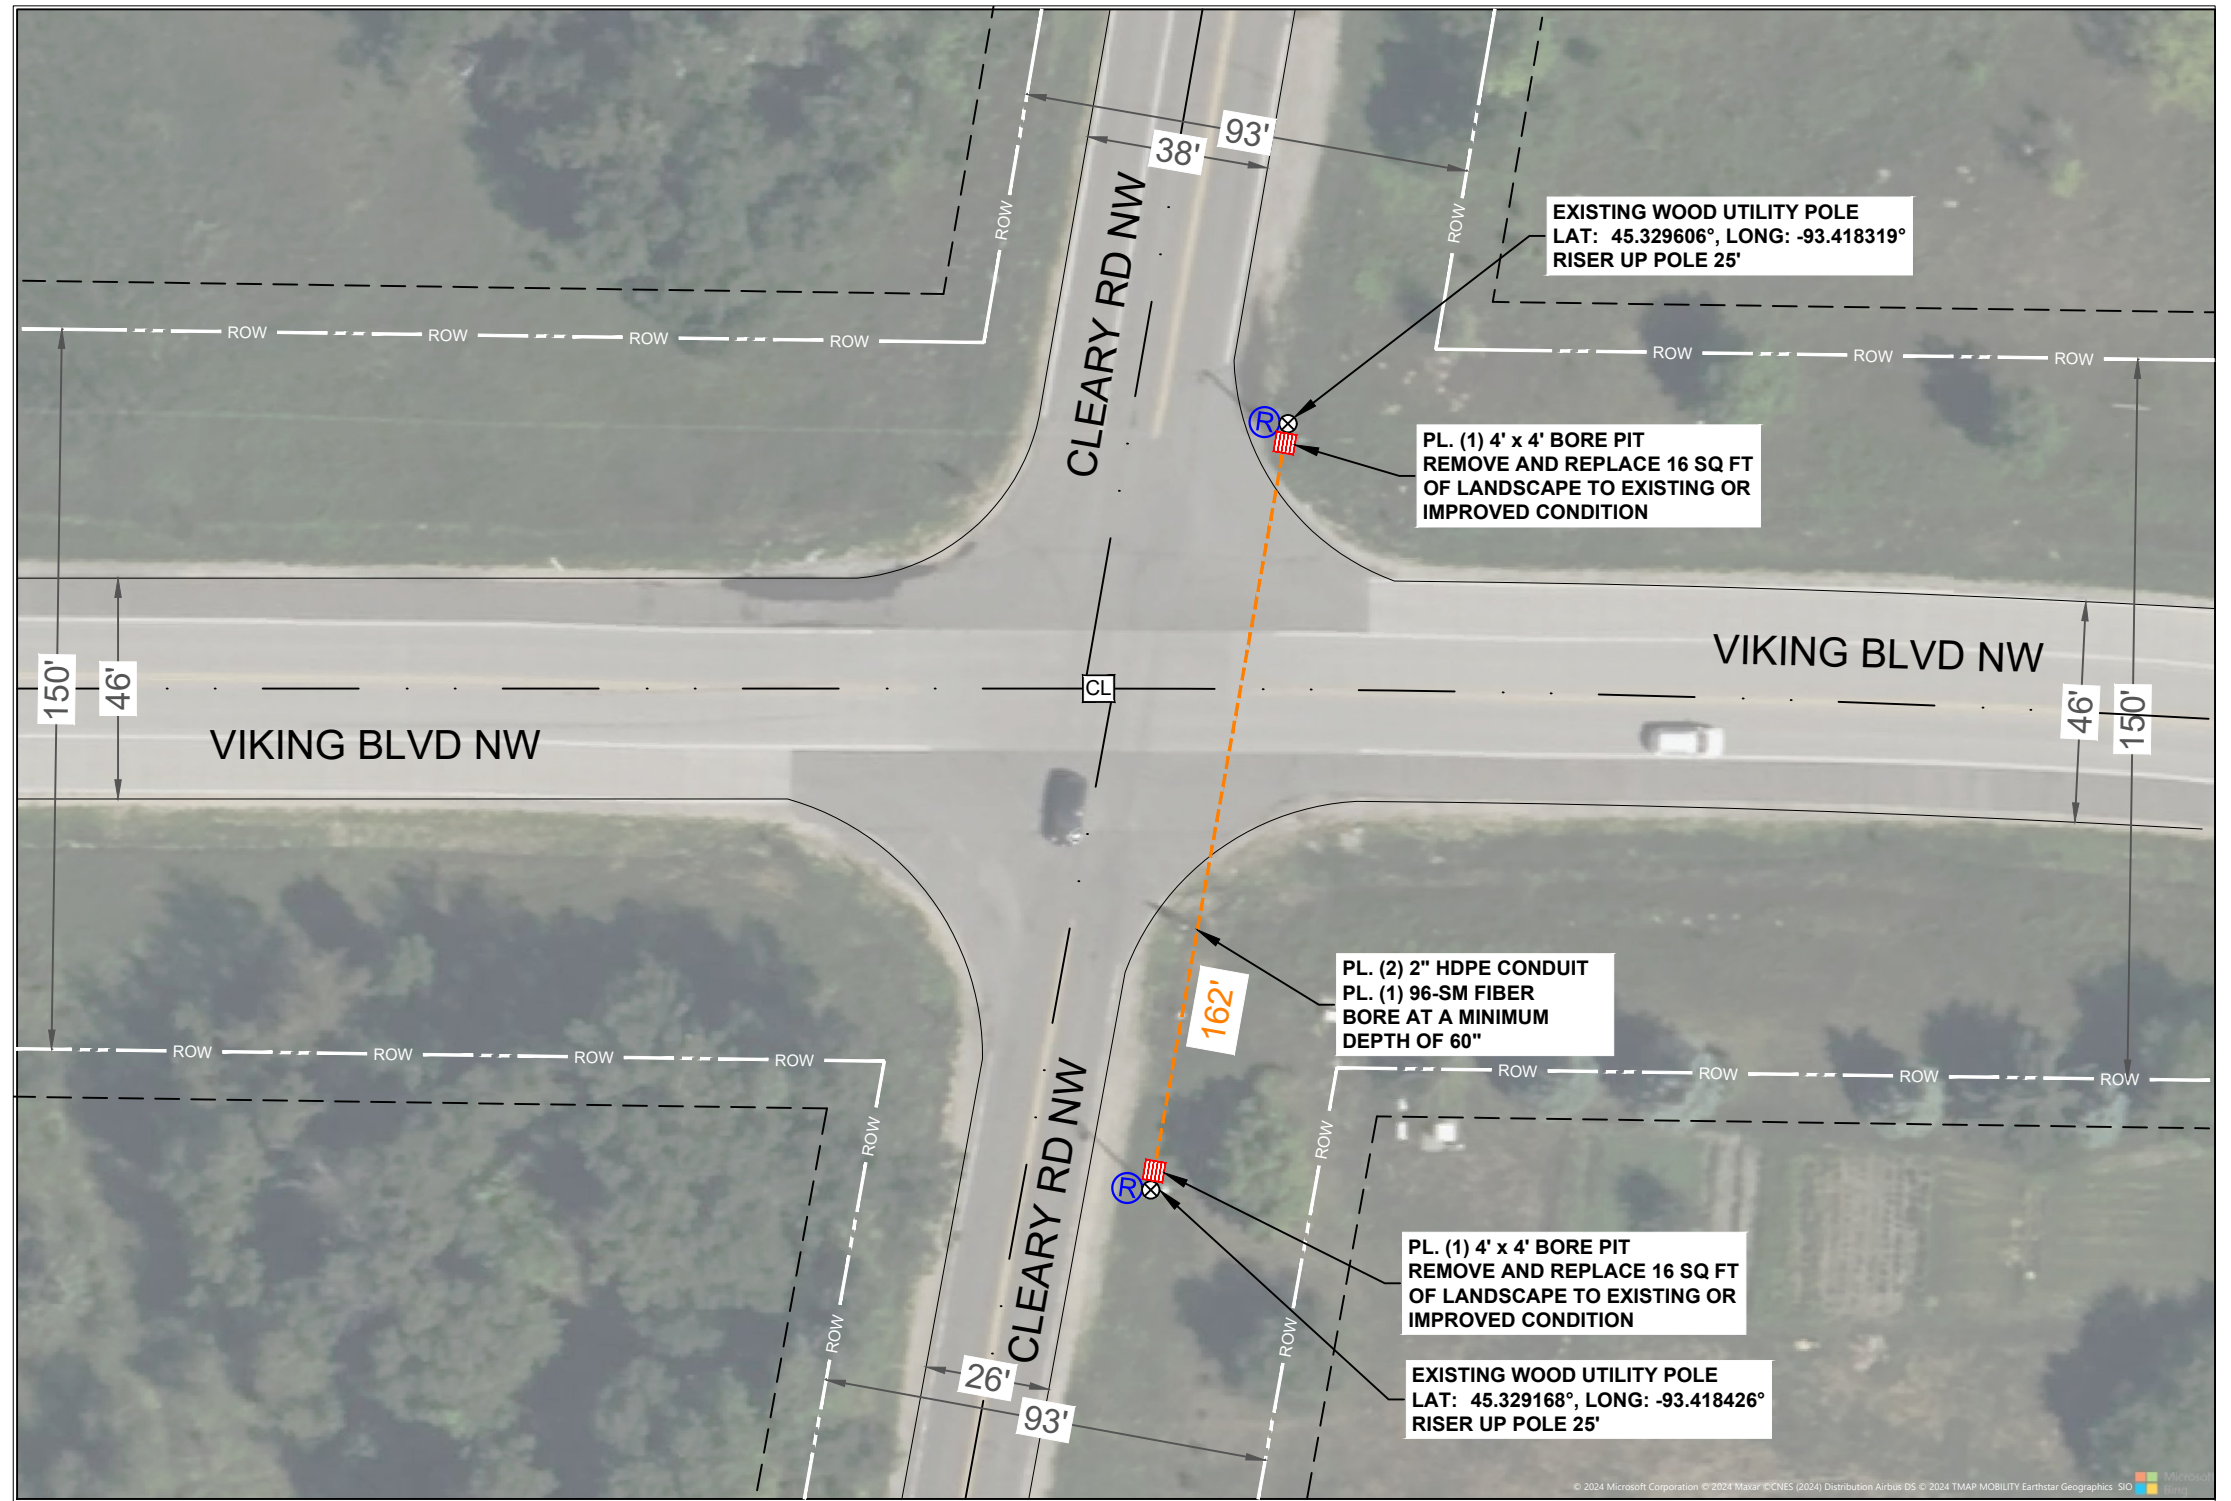 93'
38'
CLEARY RD NW
ROW
ROW
EXISTING WOOD UTILITY POLE
LAT: 45.329606°, LONG: -93.418319°
RISER UP POLE 25'
ROW
ROW
ROW
ROW
ROW
ROW
ROW
R
PL. (1) 4' x 4' BORE PIT
REMOVE AND REPLACE 16 SQ FT
OF LANDSCAPE TO EXISTING OR
IMPROVED CONDITION
150'
46'
VIKING BLVD NW
CL
VIKING BLVD NW
46'
150'
162'
PL. (2) 2" HDPE CONDUIT
PL. (1) 96-SM FIBER
BORE AT A MINIMUM
DEPTH OF 60"
ROW
ROW
ROW
ROW
ROW
ROW
ROW
ROW
ROW
ROW
R
CLEARY RD NW
PL. (1) 4' x 4' BORE PIT
REMOVE AND REPLACE 16 SQ FT
OF LANDSCAPE TO EXISTING OR
IMPROVED CONDITION
ROW
ROW
26'
93'
EXISTING WOOD UTILITY POLE
LAT: 45.329168°, LONG: -93.418426°
RISER UP POLE 25'
© 2024 Microsoft Corporation © 2024 Maxar ©CNES (2024) Distribution Airbus DS © 2024 TMAP MOBILITY Earthstar Geographics SIO
Microsoft
Bing